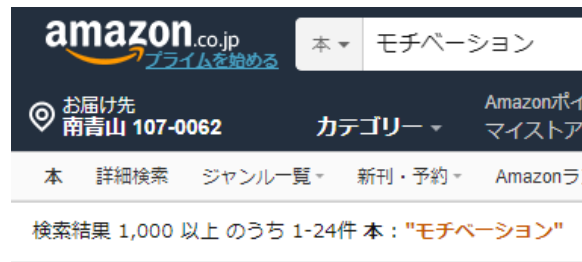 amazon.co.jp
プライムを始める
本
モチベーション
お届け先
南青山 107-0062
カテゴリー
Amazonポイ
マイストア
本 詳細検索 ジャンル一覧 新刊・予約 Amazonラ
検索結果 1,000 以上 のうち 1-24件 本 : "モチベーション"